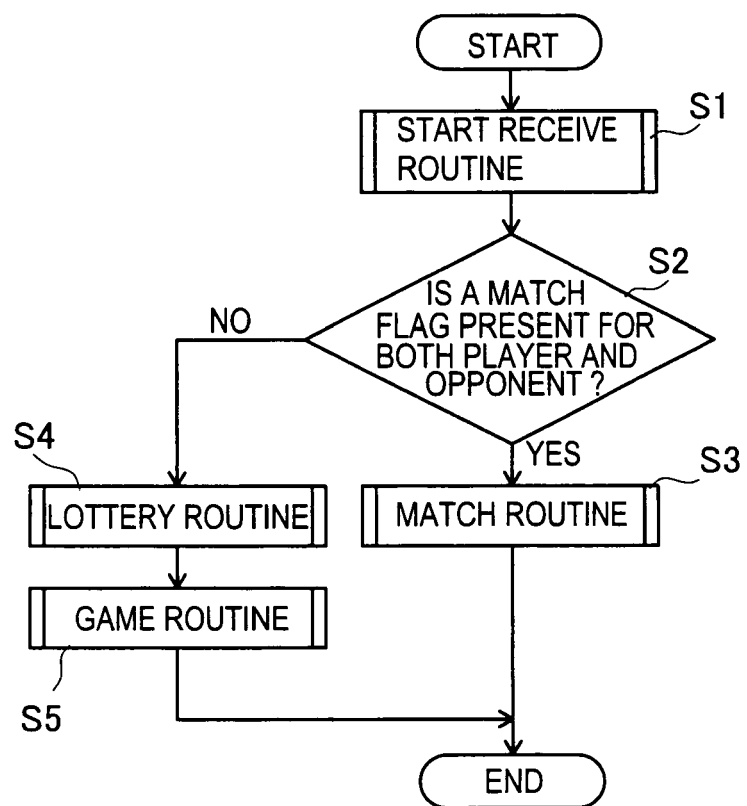 START
START RECEIVE
ROUTINE
S1
IS A MATCH
FLAG PRESENT FOR
BOTH PLAYER AND
OPPONENT ?
S2
NO
YES
S4
LOTTERY ROUTINE
S3
MATCH ROUTINE
GAME ROUTINE
S5
END